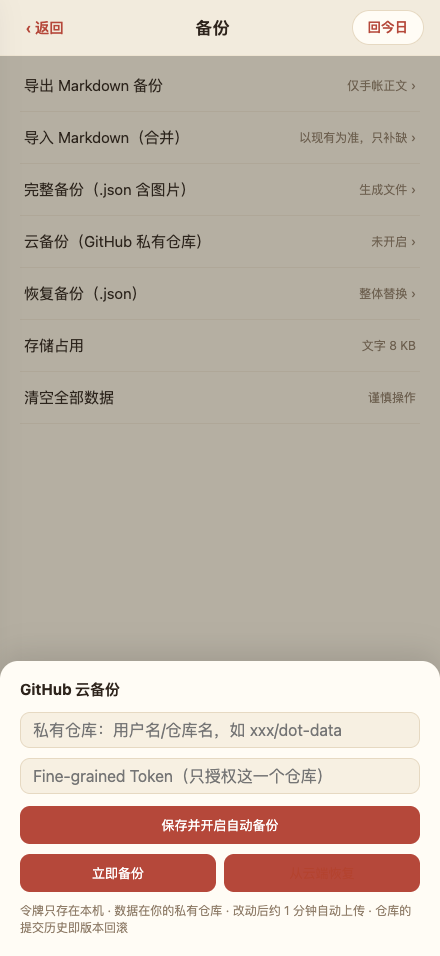 ‹ 返回
备份
回今日
导出 Markdown 备份
仅手帐正文 ›
导入 Markdown（合并）
以现有为准，只补缺 ›
完整备份（.json 含图片）
生成文件 ›
云备份（GitHub 私有仓库）
未开启 ›
恢复备份（.json）
整体替换 ›
存储占用
文字 8 KB
清空全部数据
谨慎操作
GitHub 云备份
私有仓库：用户名/仓库名，如 xxx/dot-data
Fine-grained Token（只授权这一个仓库）
保存并开启自动备份
立即备份
令牌只存在本机 · 数据在你的私有仓库 · 改动后约 1 分钟自动上传 · 仓库的
提交历史即版本回滚